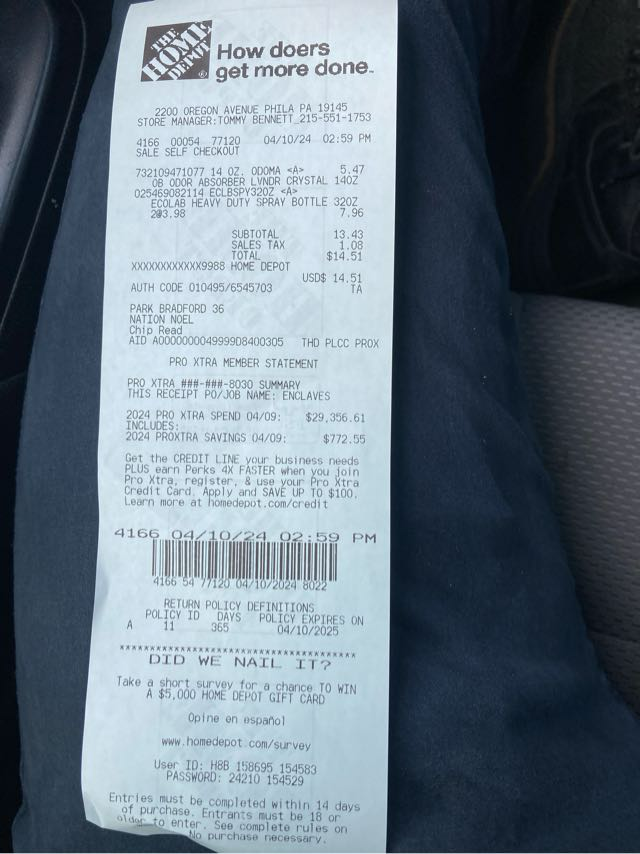 THE
HOME
DEPOT
How doers
get more done™
2200 OREGON AVENUE PHILA PA 19145
STORE MANAGER:TOMMY BENNETT 215-551-1753
4166 00054 77120 04/10/24 02:59 PM
SALE SELF CHECKOUT
732109471077 14 OZ. ODOMA <A> 5.47
OB ODOR ABSORBER LVNDR CRYSTAL 14OZ
025469082114 ECLBSPY32OZ <A>
ECOLAB HEAVY DUTY SPRAY BOTTLE 32OZ
2@3.98 7.96
SUBTOTAL 13.43
SALES TAX 1.08
TOTAL $14.51
XXXXXXXXXXXX9988 HOME DEPOT
USD$ 14.51
AUTH CODE 010495/6545703 TA
PARK BRADFORD 36
NATION NOEL
Chip Read
AID A0000000049999D8400305 THD PLCC PROX
PRO XTRA MEMBER STATEMENT
PRO XTRA ###-###-8030 SUMMARY
THIS RECEIPT PO/JOB NAME: ENCLAVES
2024 PRO XTRA SPEND 04/09: $29,356.61
INCLUDES:
2024 PROXTRA SAVINGS 04/09: $772.55
Get the CREDIT LINE your business needs
PLUS earn Perks 4X FASTER when you join
Pro Xtra, register, & use your Pro Xtra
Credit Card. Apply and SAVE UP TO $100.
Learn more at homedepot.com/credit
4166 04/10/24 02:59 PM
4166 54 77120 04/10/2024 8022
RETURN POLICY DEFINITIONS
POLICY ID DAYS POLICY EXPIRES ON
A 11 365 04/10/2025
****************************************
DID WE NAIL IT?
Take a short survey for a chance TO WIN
A $5,000 HOME DEPOT GIFT CARD
Opine en español
www.homedepot.com/survey
User ID: H8B 158695 154583
PASSWORD: 24210 154529
Entries must be completed within 14 days
of purchase. Entrants must be 18 or
older to enter. See complete rules on
No purchase necessary.